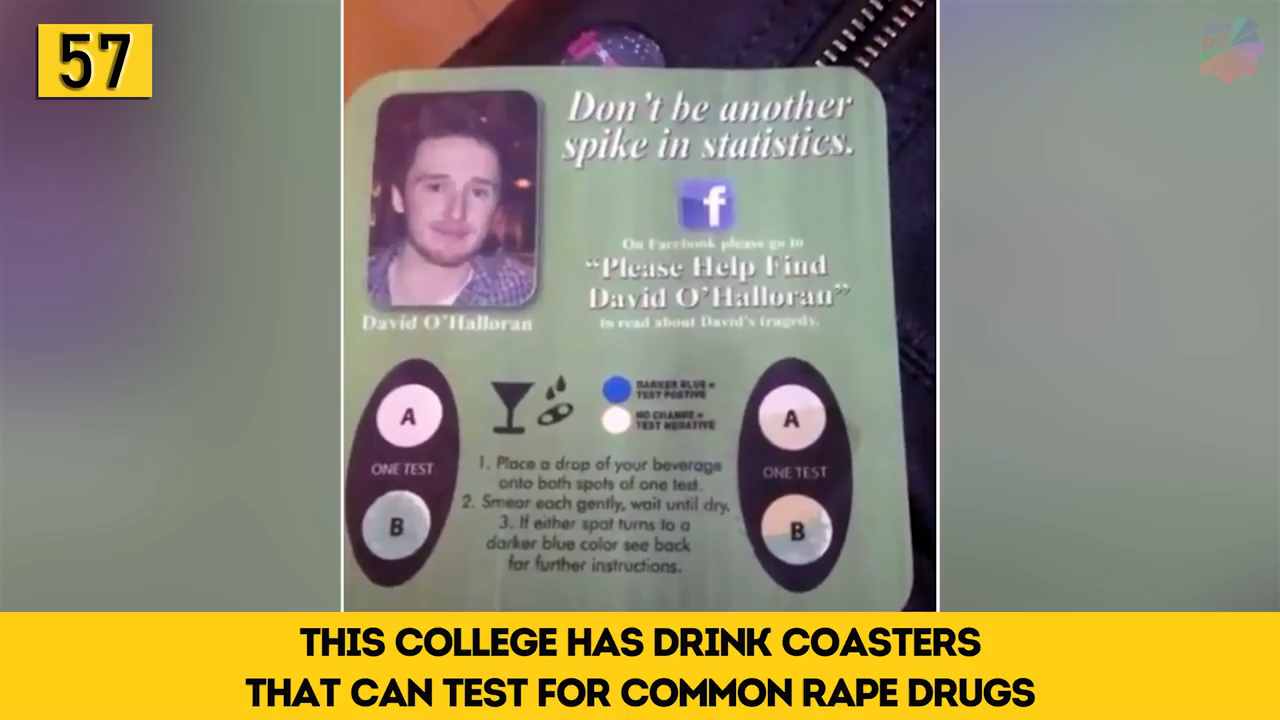 57
Don't be another
spike in statistics.
f
On Facebook please go to
"Please Help Find
David O'Halloran"
to read about David's tragedy.
David O'Halloran
A
ONE TEST
B
DARKER BLUE =
TEST POSTIVE
NO CHANGE =
TEST NEGATIVE
1. Place a drop of your beverage
onto both spots of one test.
2. Smear each gently, wait until dry.
3. If either spot turns to a
darker blue color see back
for further instructions.
A
ONE TEST
B
THIS COLLEGE HAS DRINK COASTERS
THAT CAN TEST FOR COMMON RAPE DRUGS